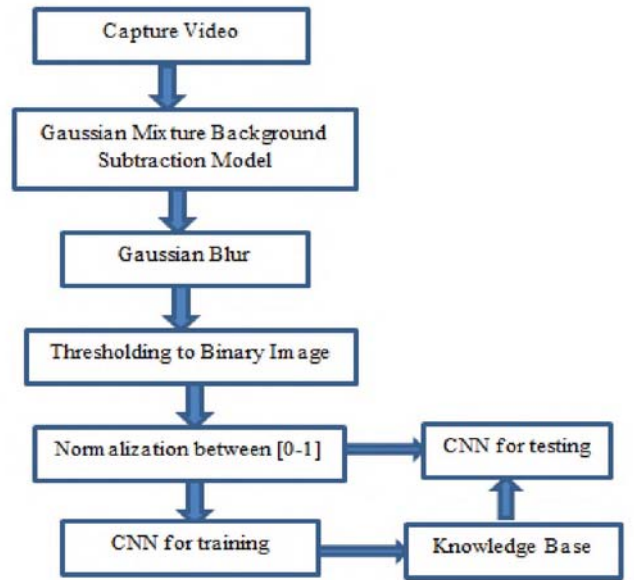 Capture Video
Gaussian Mixture Background
Subtraction Model
Gaussian Blur
Thresholding to Binary Image
Normalization between [0-1]
CNN for testing
CNN for training
Knowledge Base